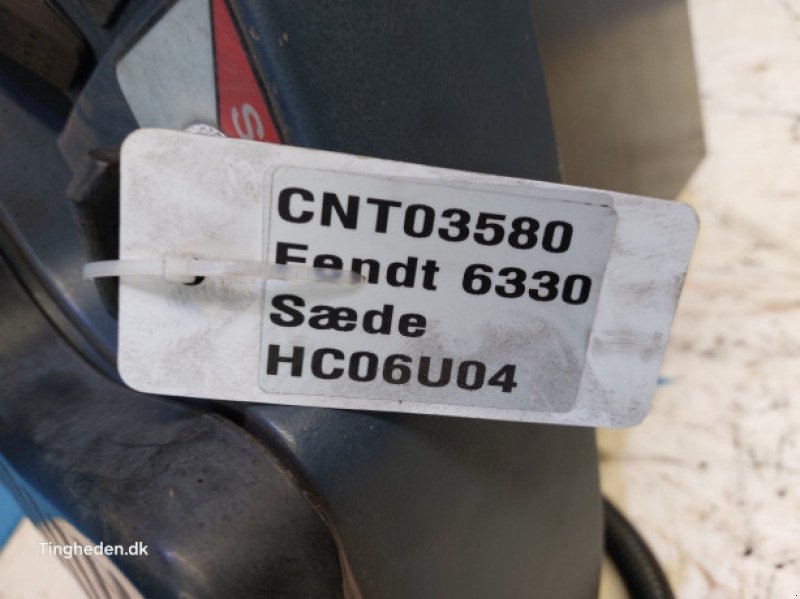 S
CNT03580
Fendt 6330
Sæde
HC06U04
Tingheden.dk